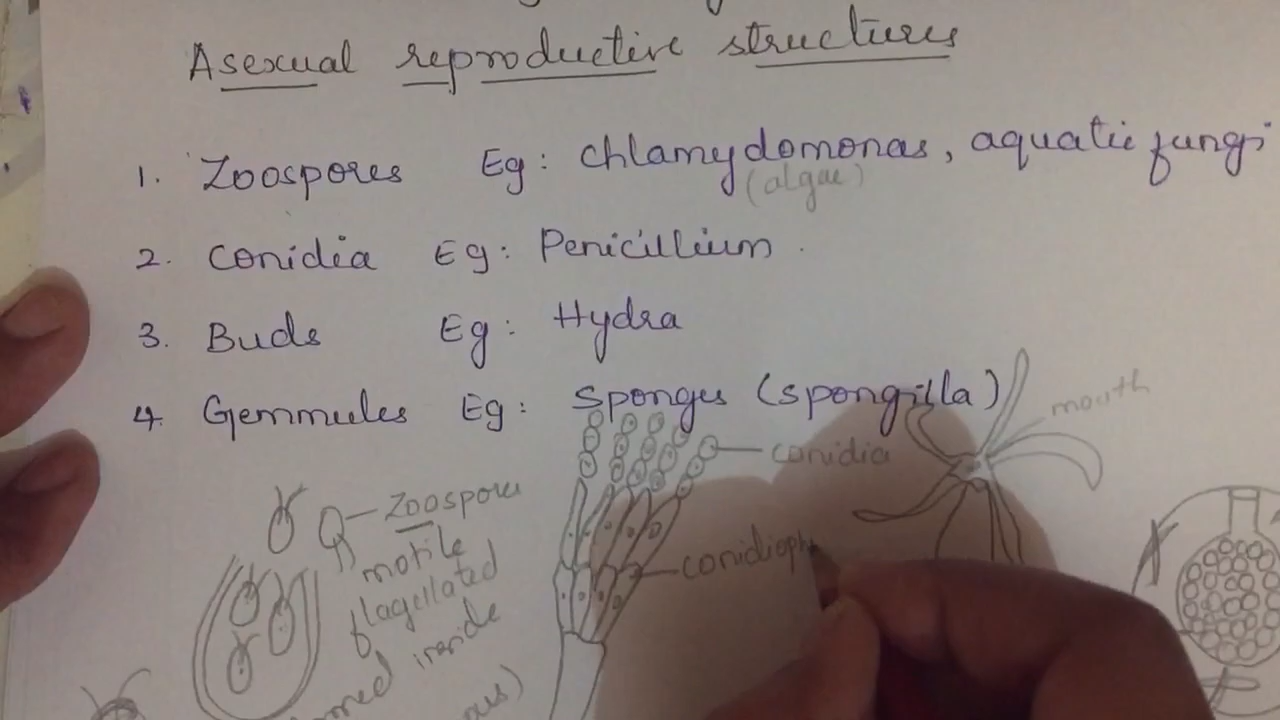 Asexual reproductive structures
1. Zoospores Eg: Chlamydomonas, aquatic fungi
(algae)
2. Conidia Eg: Penicillium.
3. Buds Eg: Hydra
4. Gemmules Eg: Sponges (spongilla)
mouth
conidia
Zoospores
motile
flagellated
inside
conidioph